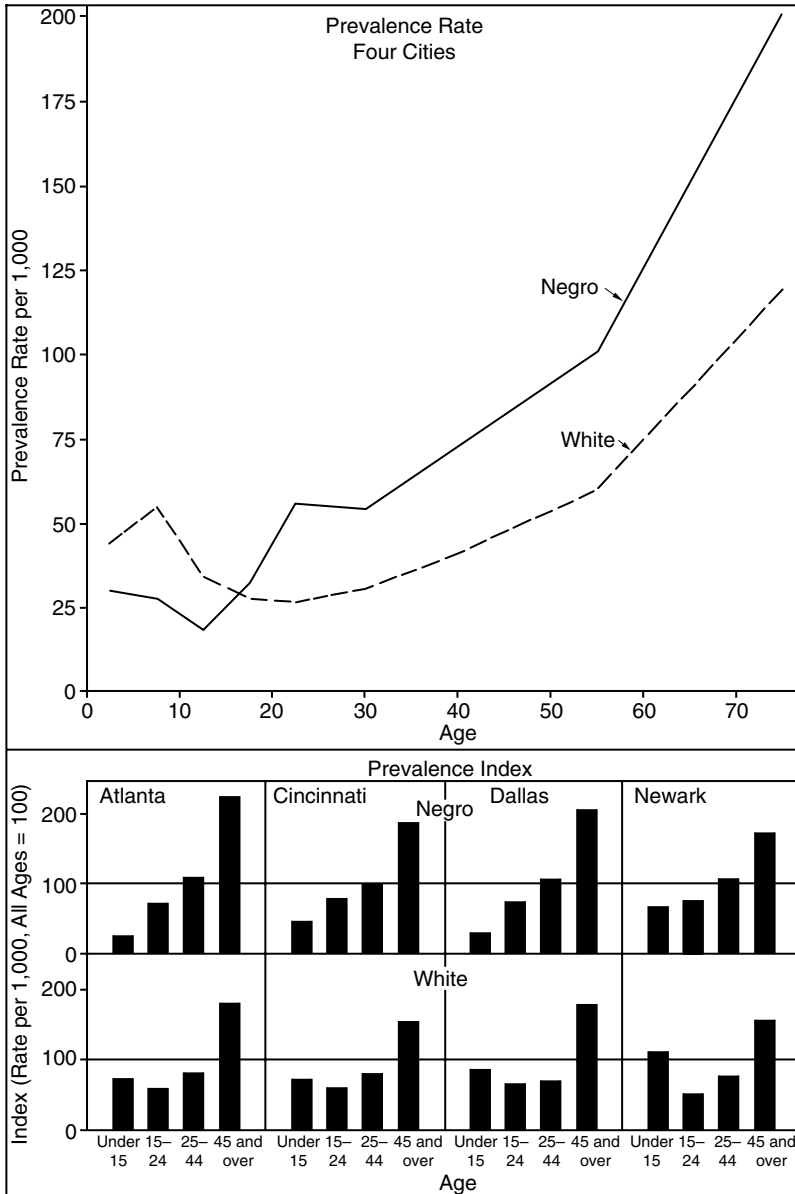 Prevalence Rate
Four Cities
Prevalence Rate per 1,000
200
175
150
125
100
75
50
25
0
Negro
White
0 10 20 30 40 50 60 70
Age
Prevalence Index
Index (Rate per 1,000, All Ages = 100)
Atlanta Cincinnati Dallas Newark
Negro
200
100
0
White
200
100
0
Under 15– 25– 45 and Under 15– 25– 45 and Under 15– 25– 45 and Under 15– 25– 45 and
15 24 44 over 15 24 44 over 15 24 44 over 15 24 44 over
Age